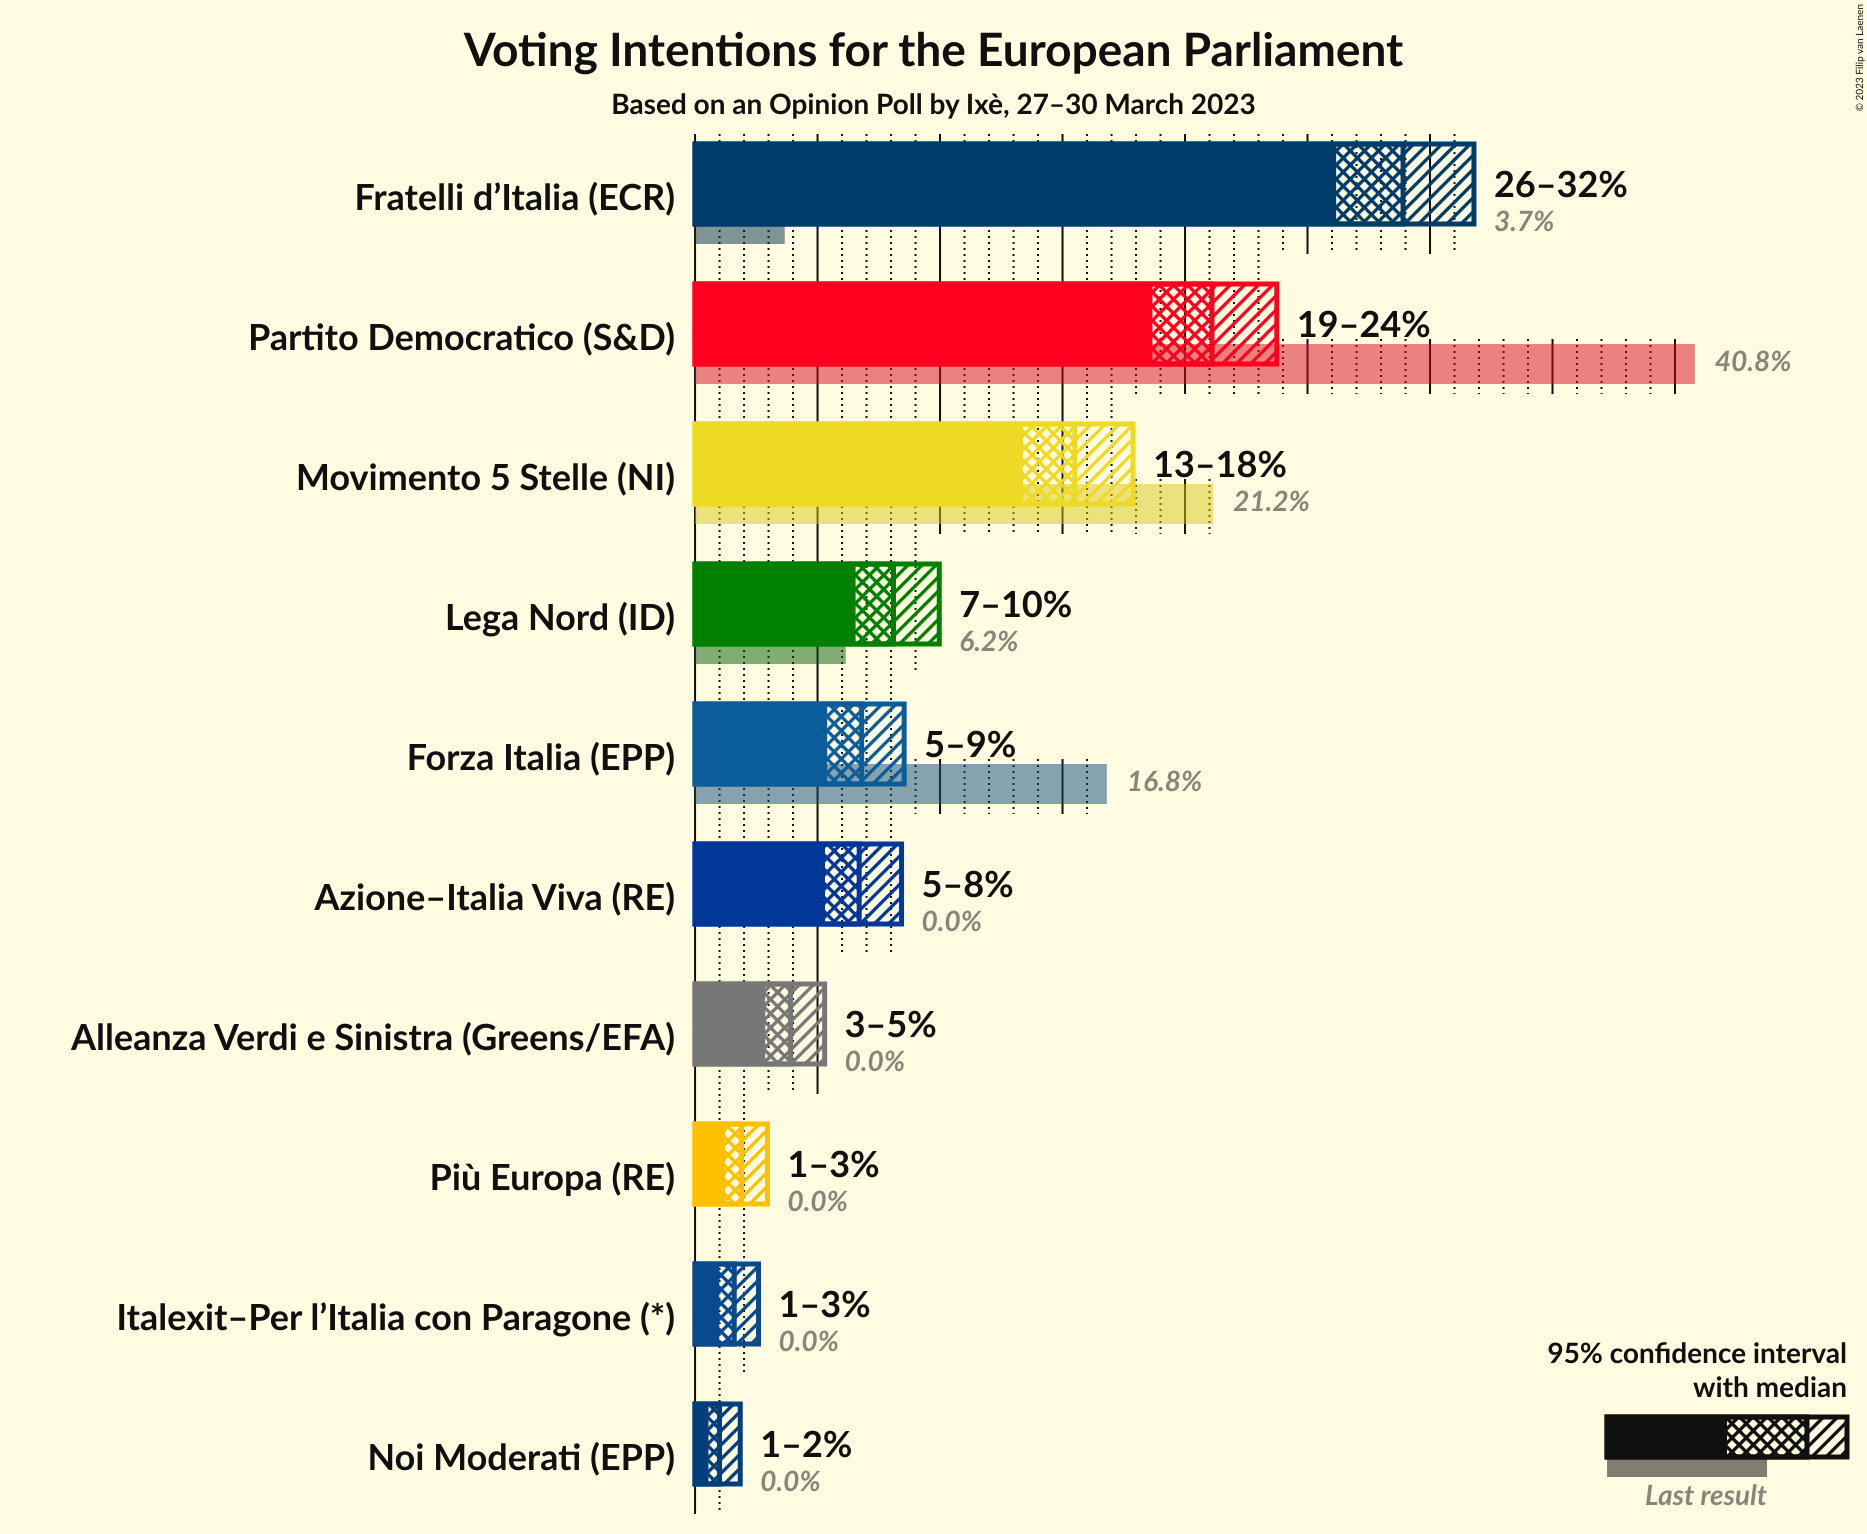 Voting Intentions for the European Parliament
Based on an Opinion Poll by Ixè, 27–30 March 2023
© 2023 Filip van Laenen
Fratelli d’Italia (ECR)
26–32%
3.7%
Partito Democratico (S&D)
19–24%
40.8%
Movimento 5 Stelle (NI)
13–18%
21.2%
Lega Nord (ID)
7–10%
6.2%
Forza Italia (EPP)
5–9%
16.8%
Azione–Italia Viva (RE)
5–8%
0.0%
Alleanza Verdi e Sinistra (Greens/EFA)
3–5%
0.0%
Più Europa (RE)
1–3%
0.0%
Italexit–Per l’Italia con Paragone (*)
1–3%
0.0%
Noi Moderati (EPP)
1–2%
0.0%
95% confidence interval
with median
Last result